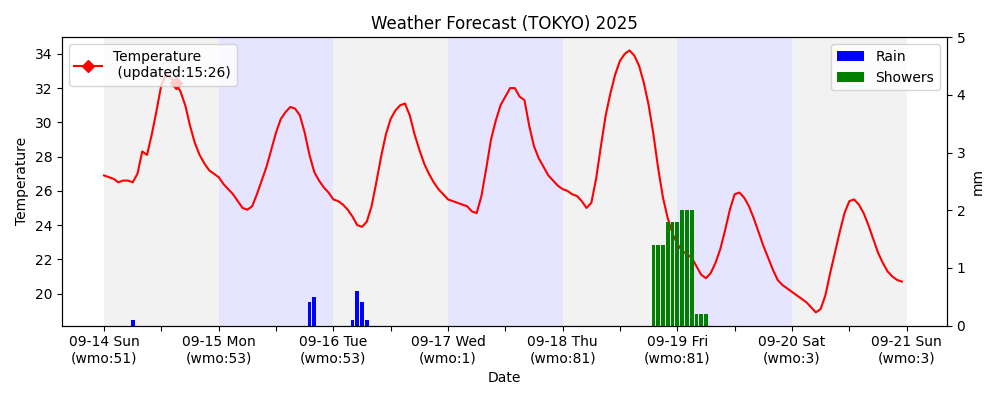 Weather Forecast (TOKYO) 2025
Temperature
(updated:15:26)
Rain
Showers
34
32
30
28
26
24
22
20
Temperature
5
4
3
2
1
0
mm
09-14 Sun
(wmo:51)
09-15 Mon
(wmo:53)
09-16 Tue
(wmo:53)
09-17 Wed
(wmo:1)
09-18 Thu
(wmo:81)
09-19 Fri
(wmo:81)
09-20 Sat
(wmo:3)
09-21 Sun
(wmo:3)
Date